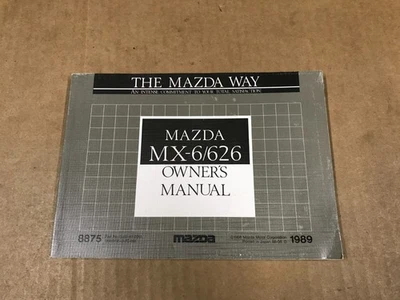 THE MAZDA WAY
AN INTENSE COMMITMENT TO YOUR TOTAL SATISFACTION
MAZDA
MX-6/626
OWNER'S
MANUAL
8875
mazda
1989